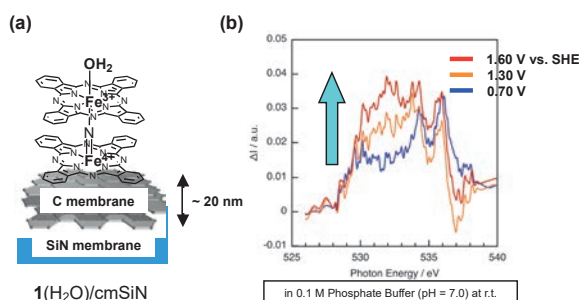 (a)
OH2
N N N N
N Fe3+ N
N N N
N
N N N N
N Fe4+ N
N N N
C membrane
~ 20 nm
SiN membrane
1(H2O)/cmSiN
(b)
0.05
0.04
0.03
0.02
0.01
0
-0.01
ΔI / a.u.
1.60 V vs. SHE
1.30 V
0.70 V
525 530 535 540
Photon Energy / eV
in 0.1 M Phosphate Buffer (pH = 7.0) at r.t.